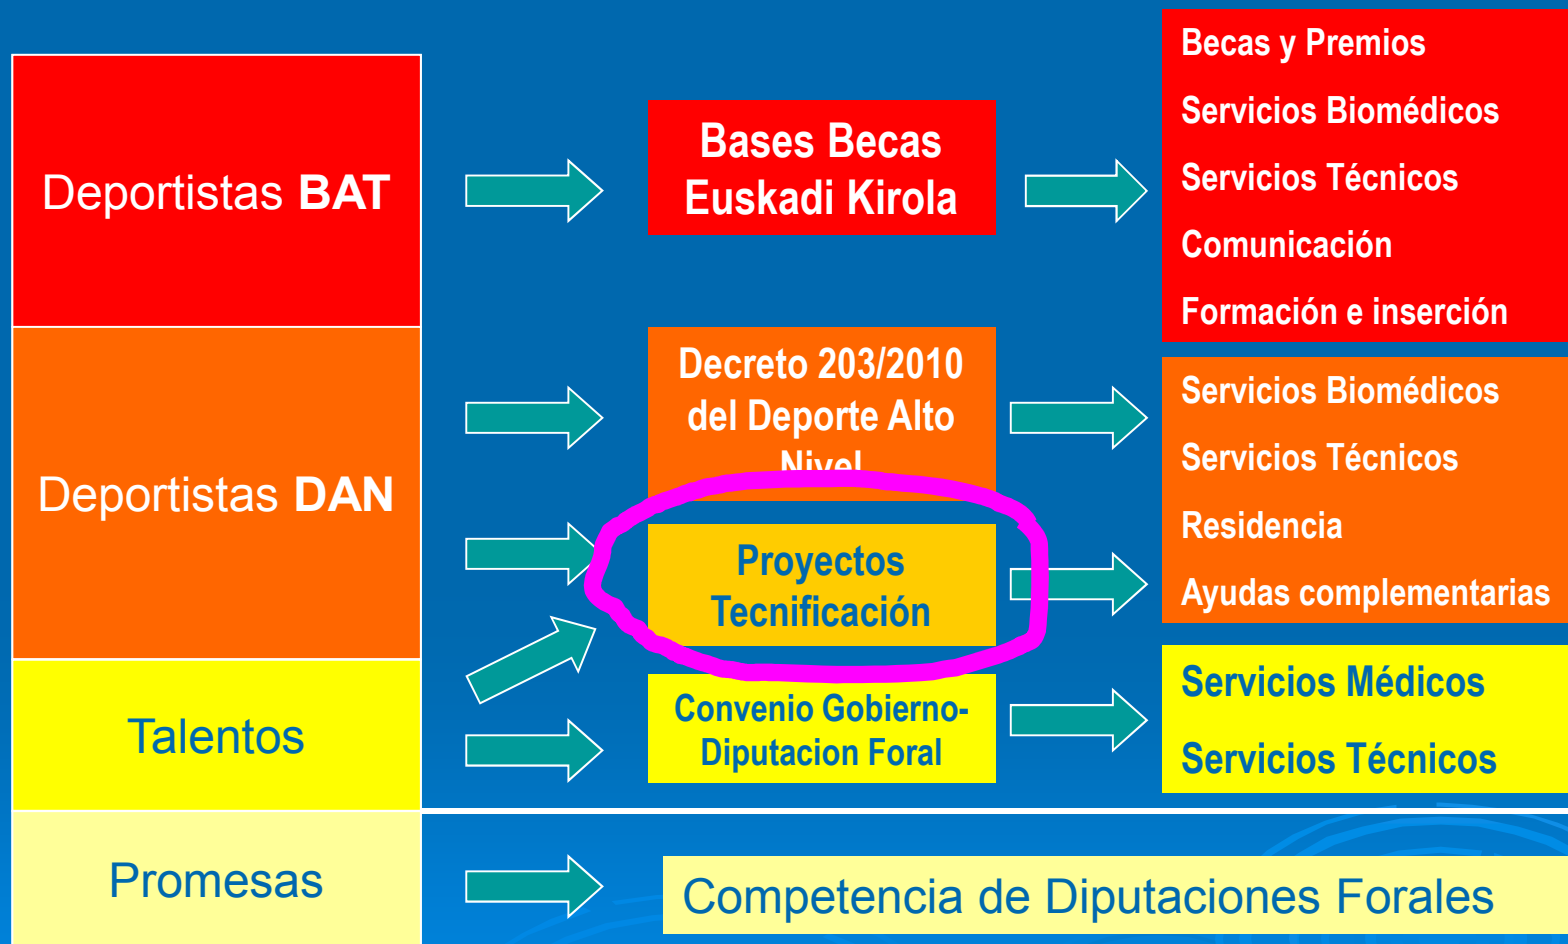 Deportistas BAT
Bases Becas
Euskadi Kirola
Becas y Premios
Servicios Biomédicos
Servicios Técnicos
Comunicación
Formación e inserción
Deportistas DAN
Decreto 203/2010
del Deporte Alto
Nivel
Proyectos
Tecnificación
Servicios Biomédicos
Servicios Técnicos
Residencia
Ayudas complementarias
Talentos
Convenio Gobierno-
Diputacion Foral
Servicios Médicos
Servicios Técnicos
Promesas
Competencia de Diputaciones Forales